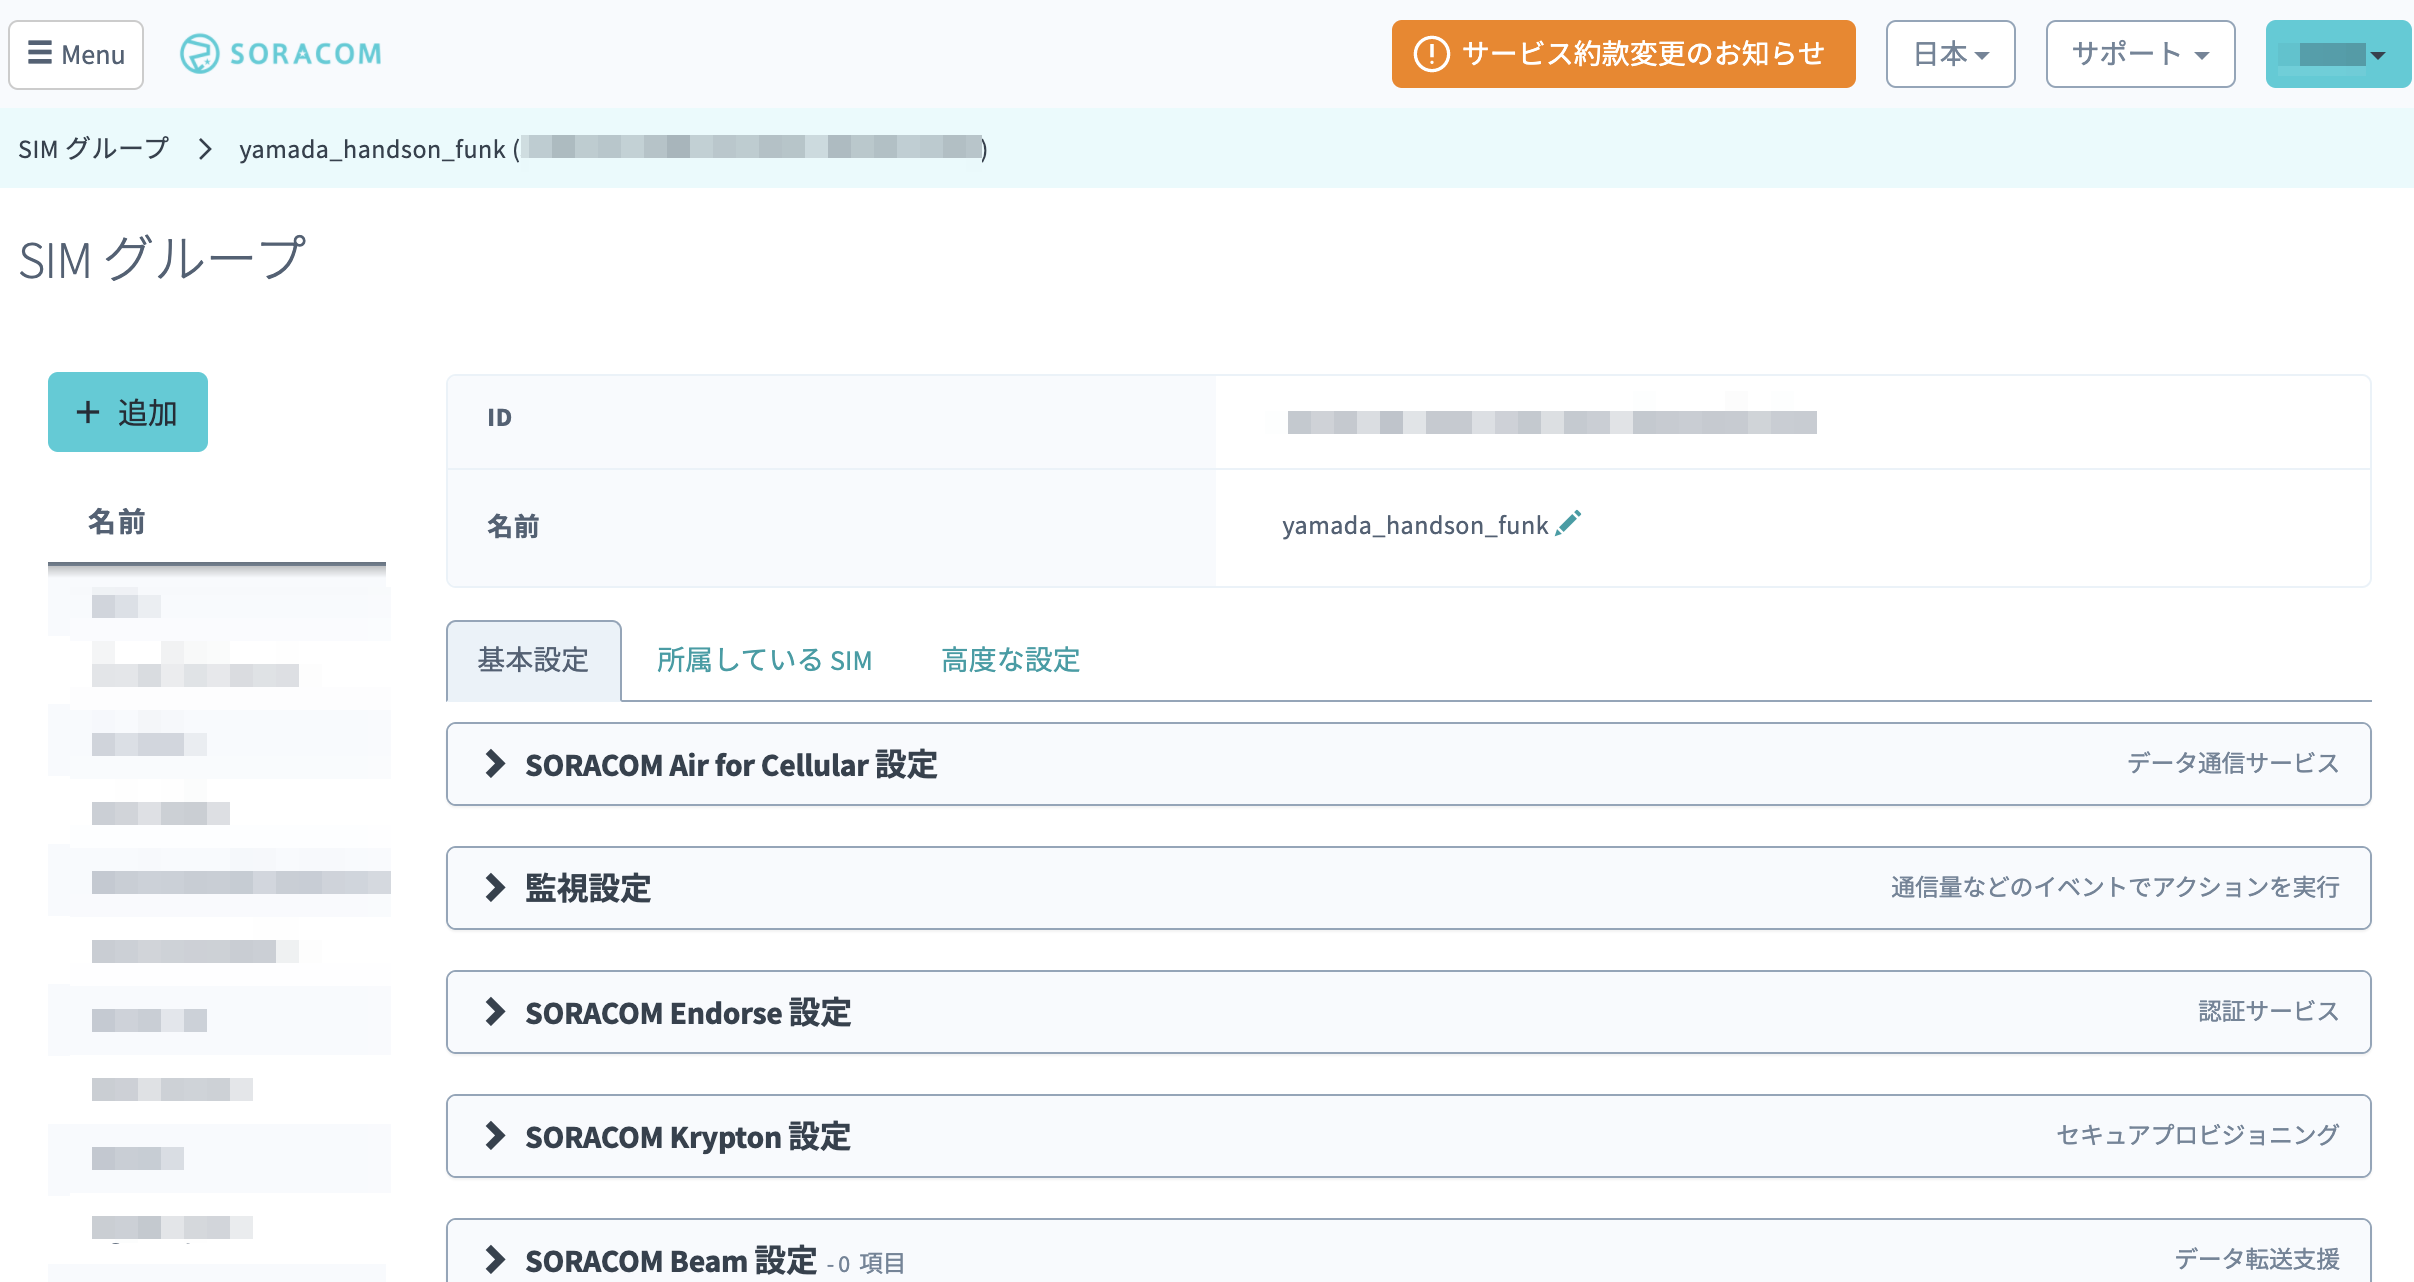 Menu
SORACOM
サービス約款変更のお知らせ
日本
サポート
SIM グループ
yamada_handson_funk (
)
SIM グループ
追加
名前
ID
名前
yamada_handson_funk
基本設定
所属している SIM
高度な設定
SORACOM Air for Cellular 設定
データ通信サービス
監視設定
通信量などのイベントでアクションを実行
SORACOM Endorse 設定
認証サービス
SORACOM Krypton 設定
セキュアプロビジョニング
SORACOM Beam 設定 - 0 項目
データ転送支援